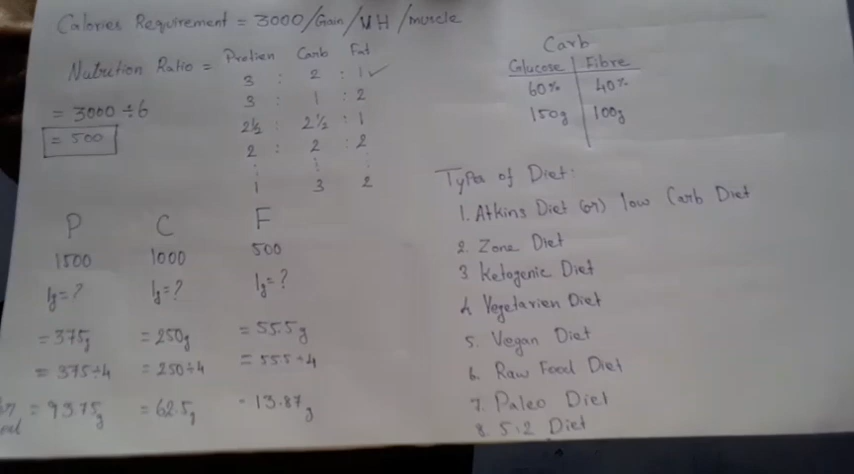 Calories Requirement = 3000/Gain/UH/muscle
Nutrition Ratio = Protien Carb Fat
3 : 2 : 1 ✓
3 : 1 : 2
= 3000 ÷ 6
2½ : 2½ : 1
= 500
2 : 2 : 2
⋮ ⋮ ⋮
1 3 2
P C F
1500 1000 500
1g = ? 1g = ? 1g = ?
= 375g = 250g = 55.5g
= 375÷4 = 250÷4 = 555÷4
= 9375g = 62.5g - 13.87g
Carb
Glucose | Fibre
60% | 40%
150g | 100g
Types of Diet:
1. Atkins Diet (or) low Carb Diet
2. Zone Diet
3 Ketogenic Diet
4 Vegetarien Diet
5. Vegan Diet
6. Raw Food Diet
7. Paleo Diet
8. 5:2 Diet